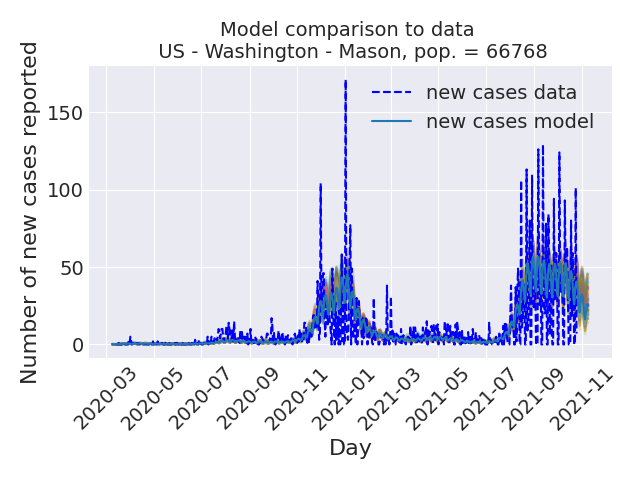 Model comparison to data
US - Washington - Mason, pop. = 66768
Number of new cases reported
150
100
50
0
new cases data
new cases model
2020-03
2020-05
2020-07
2020-09
2020-11
2021-01
2021-03
2021-05
2021-07
2021-09
2021-11
Day